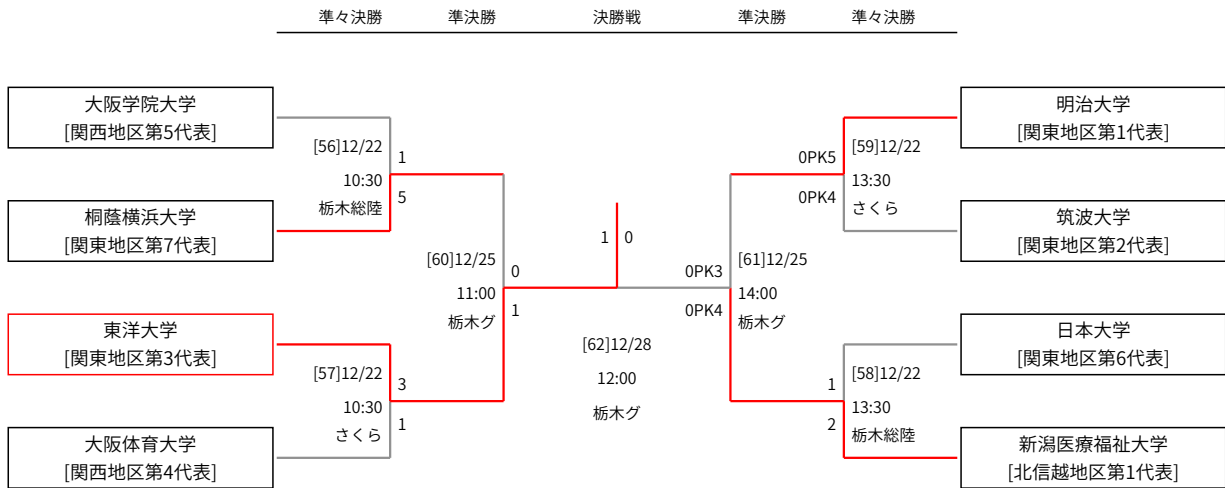 準々決勝 準決勝 決勝戦 準決勝 準々決勝
大阪学院大学
[関西地区第5代表]
[56]12/22
10:30
栃木総陸
1
5
桐蔭横浜大学
[関東地区第7代表]
[60]12/25
11:00
栃木グ
0
1
東洋大学
[関東地区第3代表]
[57]12/22
10:30
さくら
3
1
大阪体育大学
[関西地区第4代表]
1 0
[62]12/28
12:00
栃木グ
明治大学
[関東地区第1代表]
0PK5
0PK4
[59]12/22
13:30
さくら
筑波大学
[関東地区第2代表]
0PK3
0PK4
[61]12/25
14:00
栃木グ
日本大学
[関東地区第6代表]
1
2
[58]12/22
13:30
栃木総陸
新潟医療福祉大学
[北信越地区第1代表]